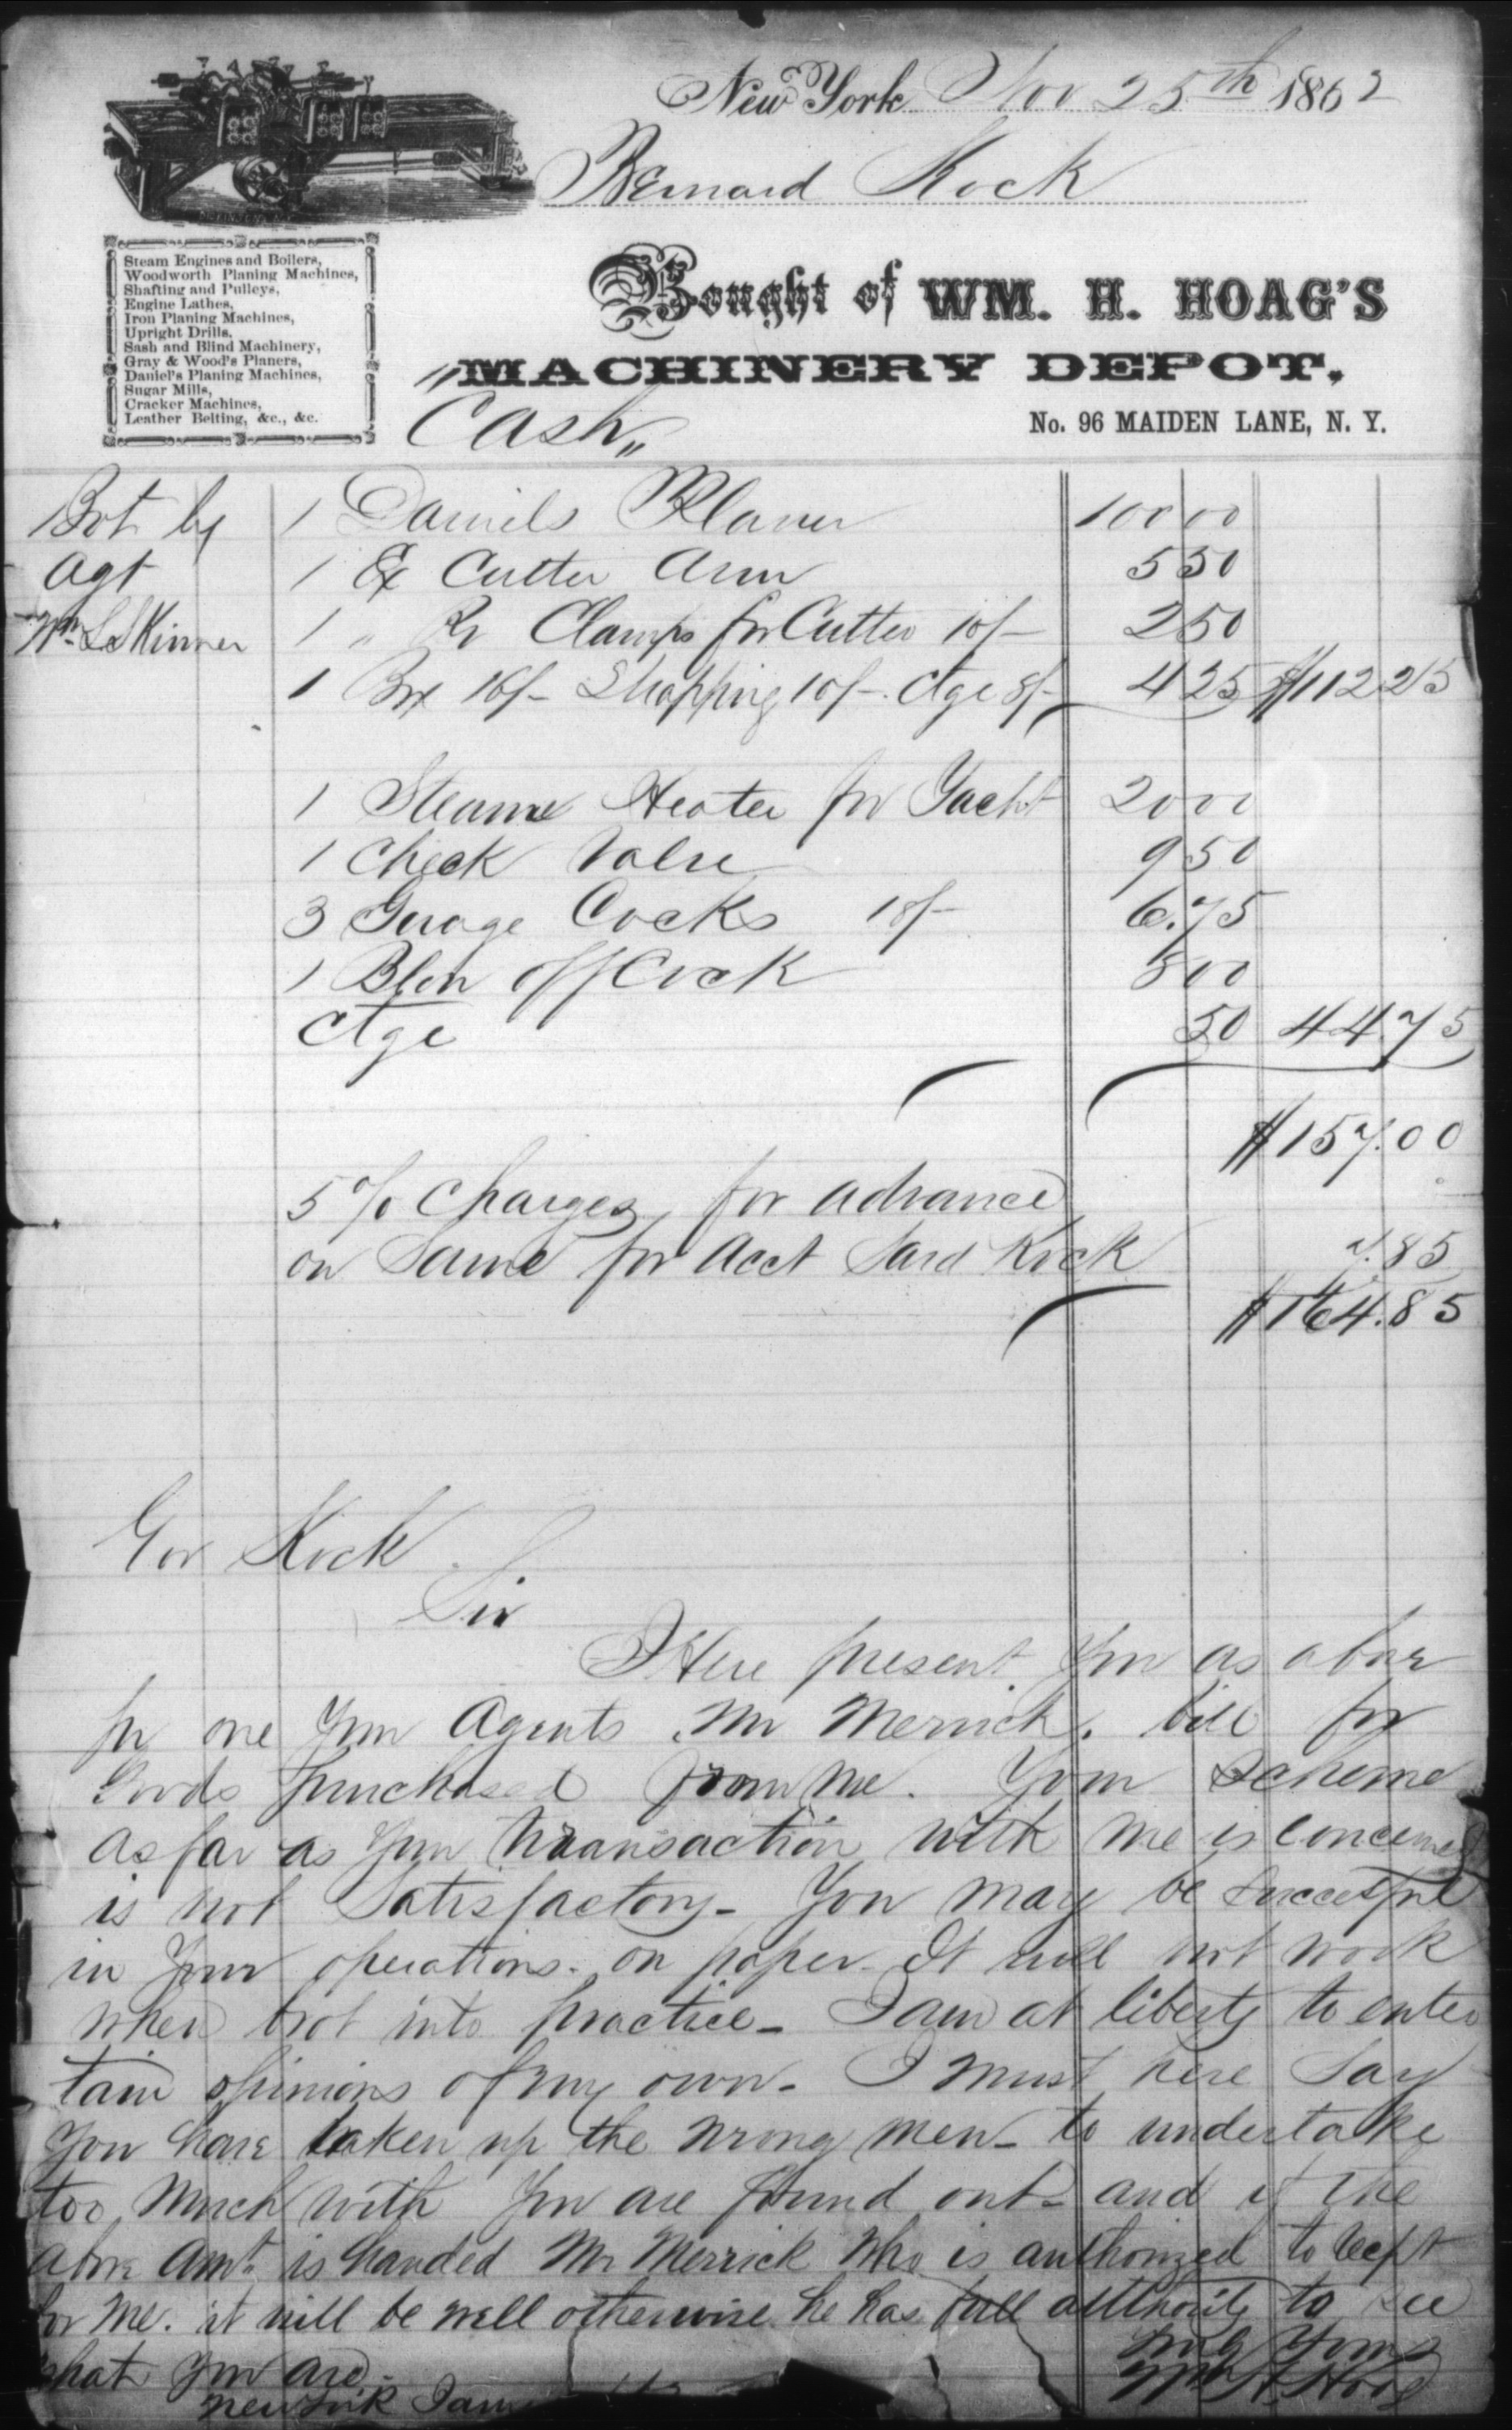 New York Nov 25th 1862
Bernard Kock
Steam Engines and Boilers,
Woodworth Planing Machines,
Shafting and Pulleys,
Engine Lathes,
Iron Planing Machines,
Upright Drills,
Sash and Blind Machinery,
Gray & Wood's Planers,
Daniel's Planing Machines,
Sugar Mills,
Cracker Machines,
Leather Belting, &c., &c.
Bought of WM. H. HOAG'S
MACHINERY DEPOT,
No. 96 MAIDEN LANE, N. Y.
"Cash"
Bot by 1 Daniels Planer 100 00
Agt 1 Ex Cutter Arm 5 50
Wm L Skinner 1 " Pr Clamps for Cutter 10/- 2 50
1 Box 16/- Strapping 10/- Ctge 8/- 4 25 $112 25
1 Steam Heater for Yacht 20 00
1 Check Valve 9 50
3 Guage Cocks 18/- 6.75
1 Blow off Cock 8 00
Ctge 50 44.75
$157.00
5 % Charges for advance
on Same for Acct Said Kock 7.85
$164.85
Gov Kock
Sir
I Here present you as above
for one your Agents Mr Merrick. bill for
Goods purchased from me. Your Scheme
as far as your transaction with me is Concerned
is not Satisfactory - You may be Succesful
in Your operations - on paper - It will not work
when brot into practice - I am at liberty to enter
tain opinions of my own - I must here Say
You have taken up the wrong men - to undertake
too much with You are found out - and if the
above Amt. is handed Mr Merrick who is authorized to Recpt
for me. it will be well otherwise he has full authority to see
what You are.
Yours
Wm H. Hoag
New York Jany